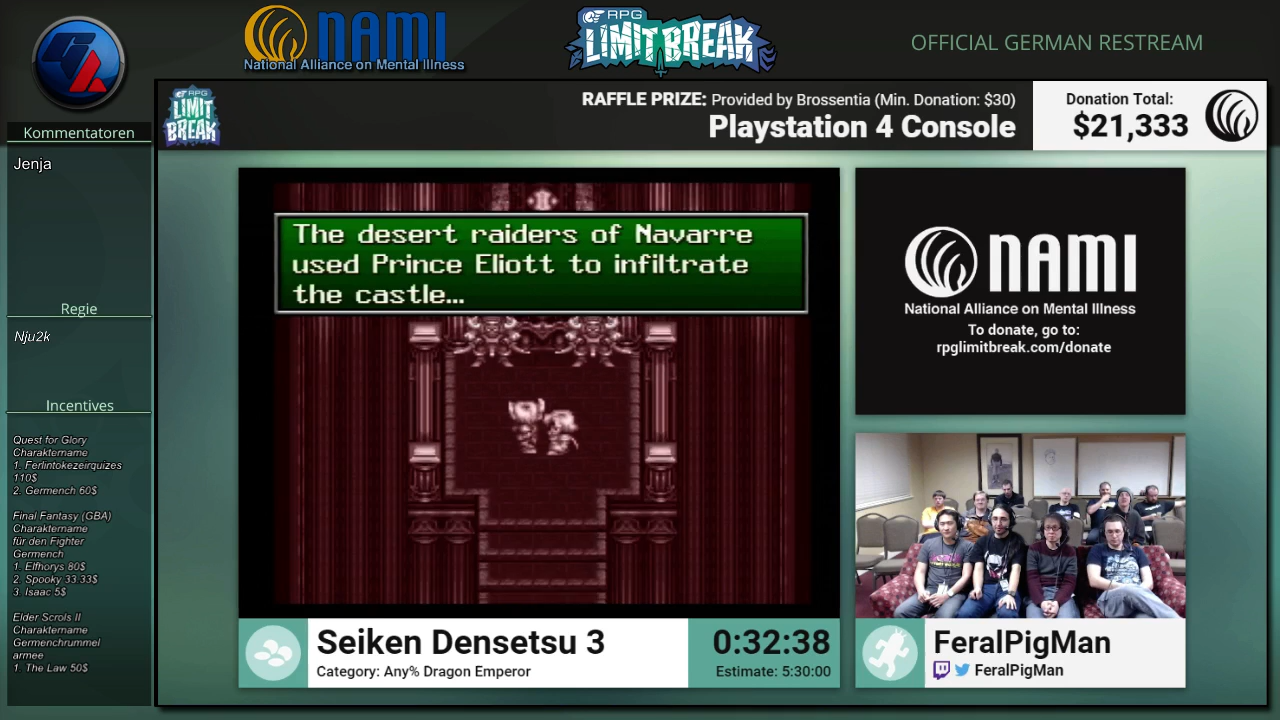 NAMI
National Alliance on Mental Illness
RPG
LIMIT BREAK
OFFICIAL GERMAN RESTREAM
Kommentatoren
Jenja
Regie
Nju2k
Incentives
Quest for Glory
Charaktername
1. Ferlintokezeirquizes
110$
2. Germench 60$
Final Fantasy (GBA)
Charaktername
für den Fighter
Germench
1. Elfhorys 80$
2. Spooky 33.33$
3. Isaac 5$
Elder Scrols II
Charaktername
Germenchrummel
armee
1. The Law 50$
RPG
LIMIT
BREAK
RAFFLE PRIZE: Provided by Brossentia (Min. Donation: $30)
Playstation 4 Console
Donation Total:
$21,333
The desert raiders of Navarre
used Prince Eliott to infiltrate
the castle...
NAMI
National Alliance on Mental Illness
To donate, go to:
rpglimitbreak.com/donate
Seiken Densetsu 3
Category: Any% Dragon Emperor
0:32:38
Estimate: 5:30:00
FeralPigMan
FeralPigMan